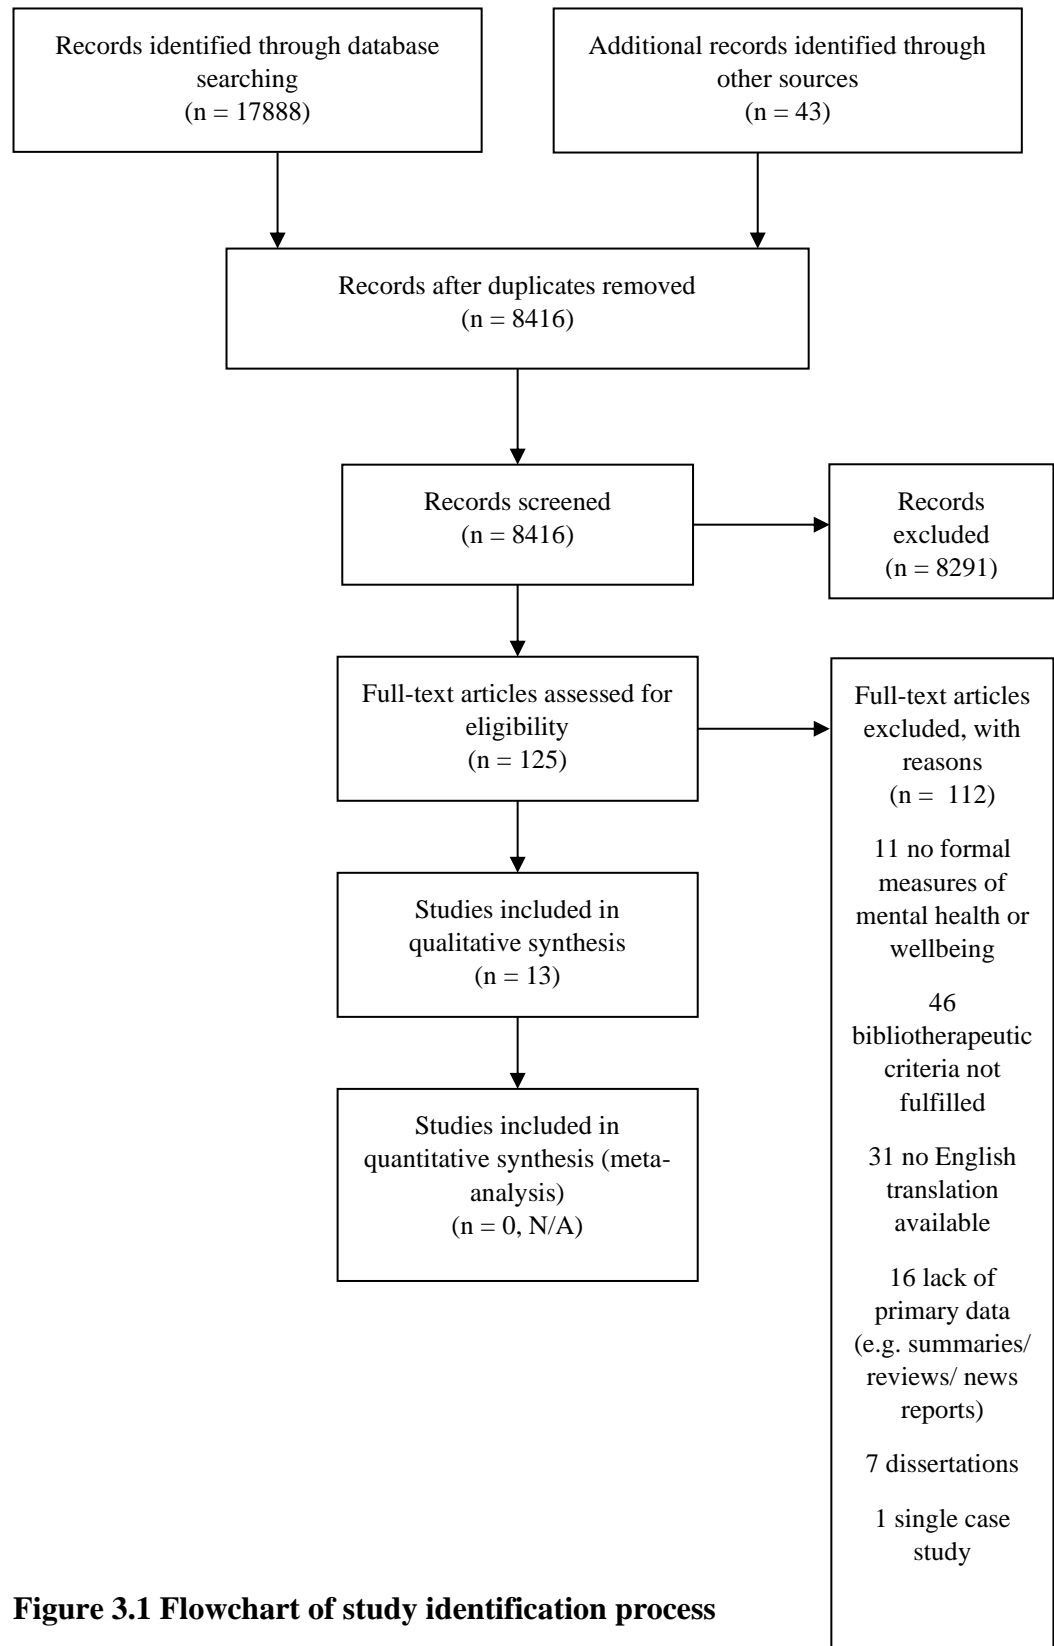 Records identified through database
searching
(n = 17888)
Additional records identified through
other sources
(n = 43)
Records after duplicates removed
(n = 8416)
Records screened
(n = 8416)
Records
excluded
(n = 8291)
Full-text articles assessed for
eligibility
(n = 125)
Full-text articles
excluded, with
reasons
(n =  112)
11 no formal
measures of
mental health or
wellbeing
46
bibliotherapeutic
criteria not
fulfilled
31 no English
translation
available
16 lack of
primary data
(e.g. summaries/
reviews/ news
reports)
7 dissertations
1 single case
study
Studies included in
qualitative synthesis
(n = 13)
Studies included in
quantitative synthesis (meta-
analysis)
(n = 0, N/A)
Figure 3.1 Flowchart of study identification process